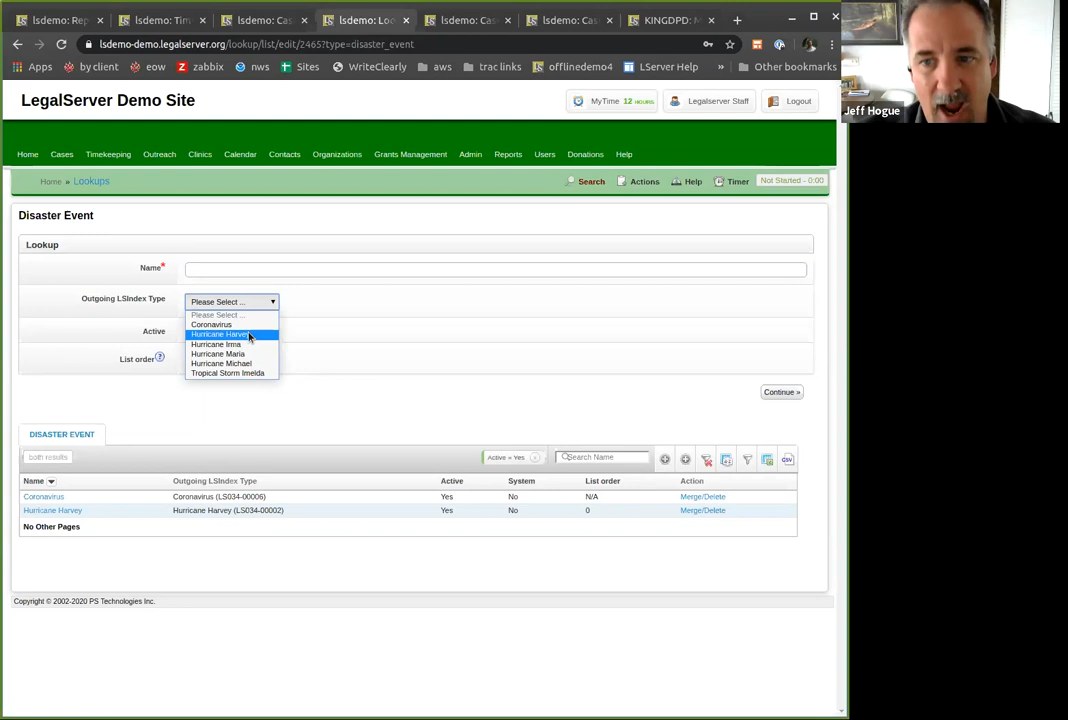 lsdemo: Re
lsdemo: Tim
lsdemo: Cas
lsdemo: Loo
lsdemo: Cas
lsdemo: Cas
KINGDPD: M
lsdemo-demo.legalserver.org/lookup/list/edit/2465?type=disaster_event
Apps
by client
eow
zabbix
nws
Sites
WriteClearly
aws
trac links
offlinedemo4
LServer Help
»
Other bookmarks
Jeff Hogue
LegalServer Demo Site
MyTime 12 HOURS
Legalserver Staff
Logout
Home Cases Timekeeping Outreach Clinics Calendar Contacts Organizations Grants Management Admin Reports Users Donations Help
Home » Lookups
Search
Actions
Help
Timer
Not Started - 0:00
Disaster Event
Lookup
Name*
Outgoing LSIndex Type
Please Select ...
Please Select ...
Coronavirus
Hurricane Harvey
Hurricane Irma
Hurricane Maria
Hurricane Michael
Tropical Storm Imelda
Active
List order ?
Continue »
DISASTER EVENT
both results
Active = Yes
Search Name
CSV
Name Outgoing LSIndex Type Active System List order Action
Coronavirus Coronavirus (LS034-00006) Yes No N/A Merge/Delete
Hurricane Harvey Hurricane Harvey (LS034-00002) Yes No 0 Merge/Delete
No Other Pages
Copyright © 2002-2020 PS Technologies Inc.